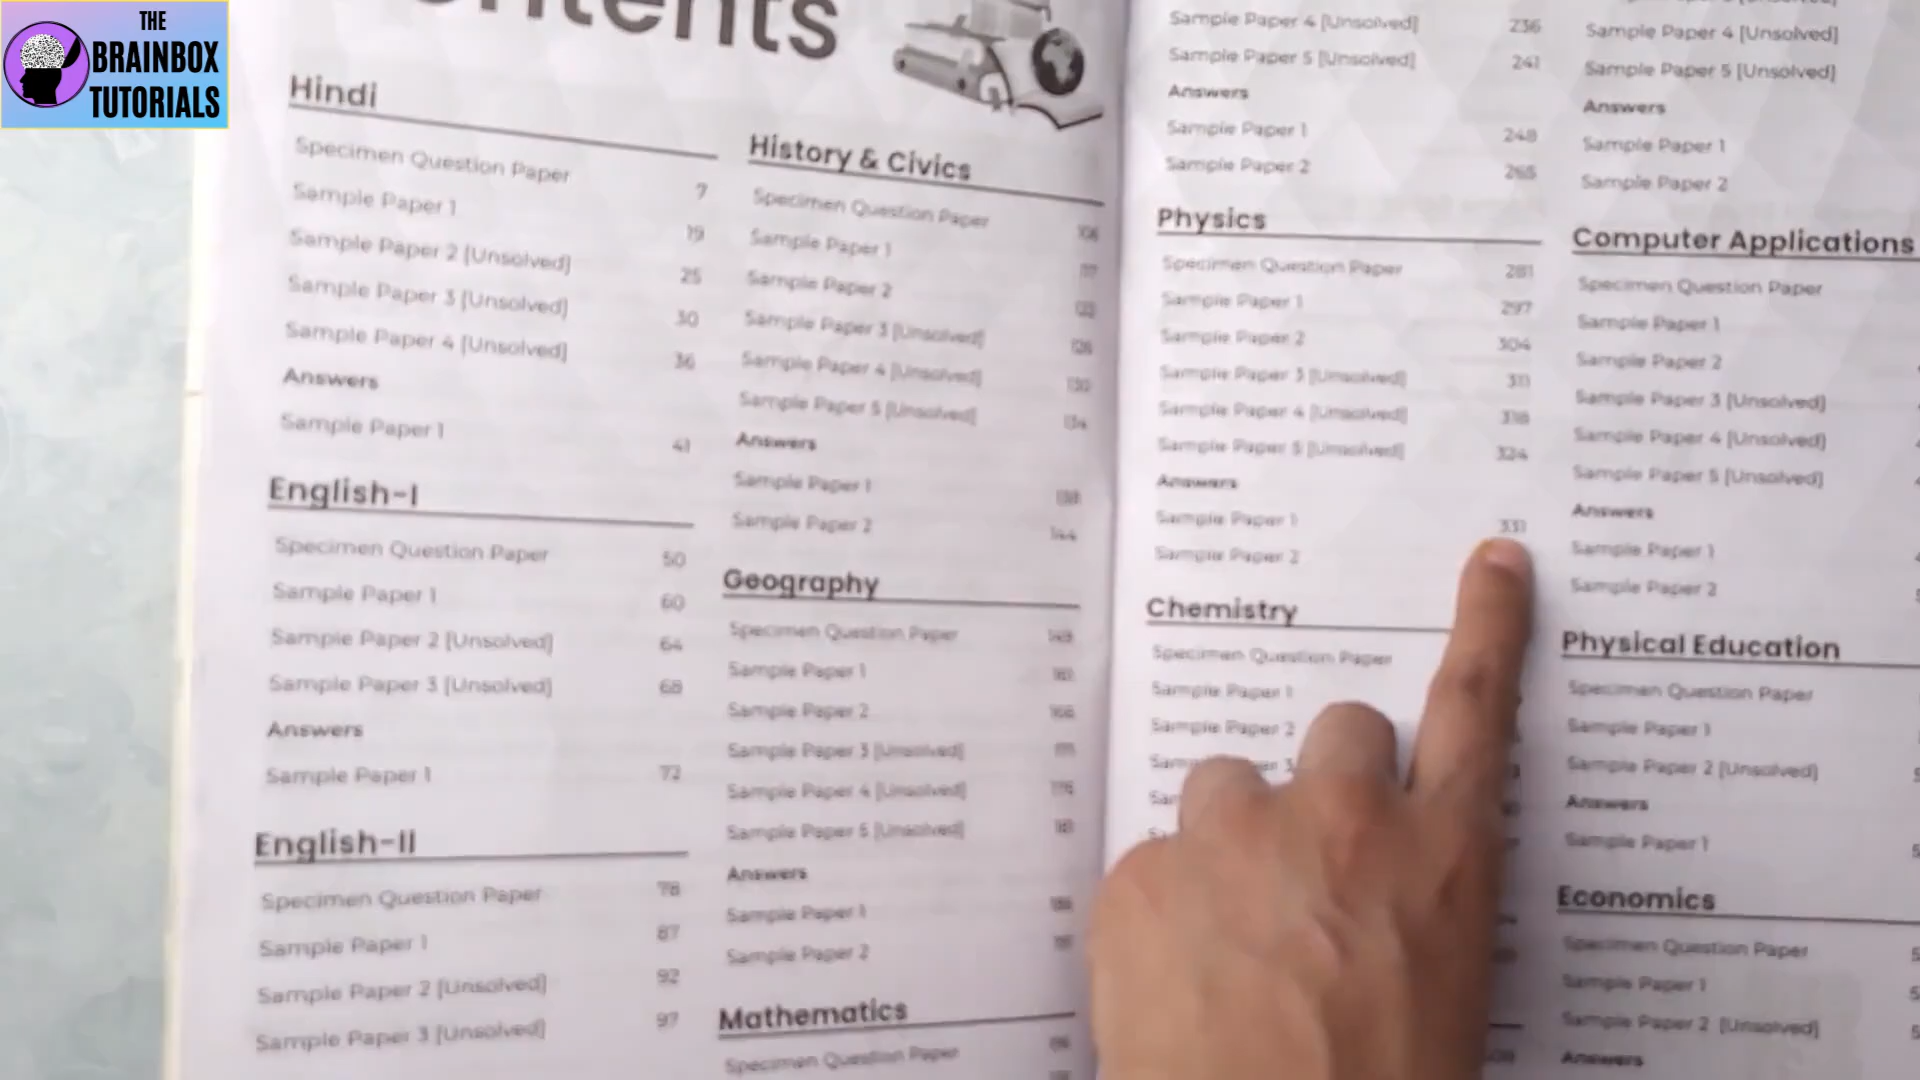 THE
BRAINBOX
TUTORIALS
Hindi
Specimen Question Paper 7
Sample Paper 1 19
Sample Paper 2 [Unsolved] 25
Sample Paper 3 [Unsolved] 30
Sample Paper 4 [Unsolved] 36
Answers
Sample Paper 1 41
English-I
Specimen Question Paper 50
Sample Paper 1 60
Sample Paper 2 [Unsolved] 64
Sample Paper 3 [Unsolved] 68
Answers
Sample Paper 1 72
English-II
Specimen Question Paper 78
Sample Paper 1 87
Sample Paper 2 [Unsolved] 92
Sample Paper 3 [Unsolved] 97
History & Civics
Specimen Question Paper
Sample Paper 1
Sample Paper 2
Sample Paper 3 [Unsolved]
Sample Paper 4 [Unsolved] 130
Sample Paper 5 [Unsolved] 134
Answers
Sample Paper 1
Sample Paper 2 144
Geography
Specimen Question Paper
Sample Paper 1
Sample Paper 2 166
Sample Paper 3 [Unsolved]
Sample Paper 4 [Unsolved]
Sample Paper 5 [Unsolved]
Answers
Sample Paper 1
Sample Paper 2
Mathematics
Specimen Question Paper
Sample Paper 4 [Unsolved] 236
Sample Paper 5 [Unsolved] 241
Answers
Sample Paper 1 248
Sample Paper 2 265
Physics
Specimen Question Paper 281
Sample Paper 1 297
Sample Paper 2 304
Sample Paper 3 [Unsolved] 311
Sample Paper 4 [Unsolved] 318
Sample Paper 5 [Unsolved] 324
Answers
Sample Paper 1 331
Sample Paper 2
Chemistry
Specimen Question Paper
Sample Paper 1
Sample Paper 2
Sample Paper 4 [Unsolved]
Sample Paper 5 [Unsolved]
Answers
Sample Paper 1
Sample Paper 2
Computer Applications
Specimen Question Paper
Sample Paper 1
Sample Paper 2
Sample Paper 3 [Unsolved]
Sample Paper 4 [Unsolved]
Sample Paper 5 [Unsolved]
Answers
Sample Paper 1
Sample Paper 2
Physical Education
Specimen Question Paper
Sample Paper 1
Sample Paper 2 [Unsolved]
Answers
Sample Paper 1
Economics
Specimen Question Paper
Sample Paper 1
Sample Paper 2 [Unsolved]
Answers